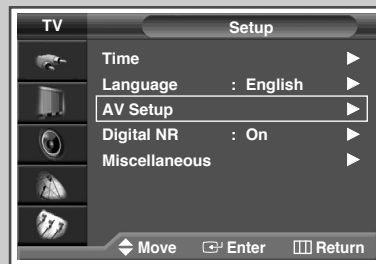 TV Setup
Time
Language : English
AV Setup
Digital NR : On
Miscellaneous
Move Enter Return